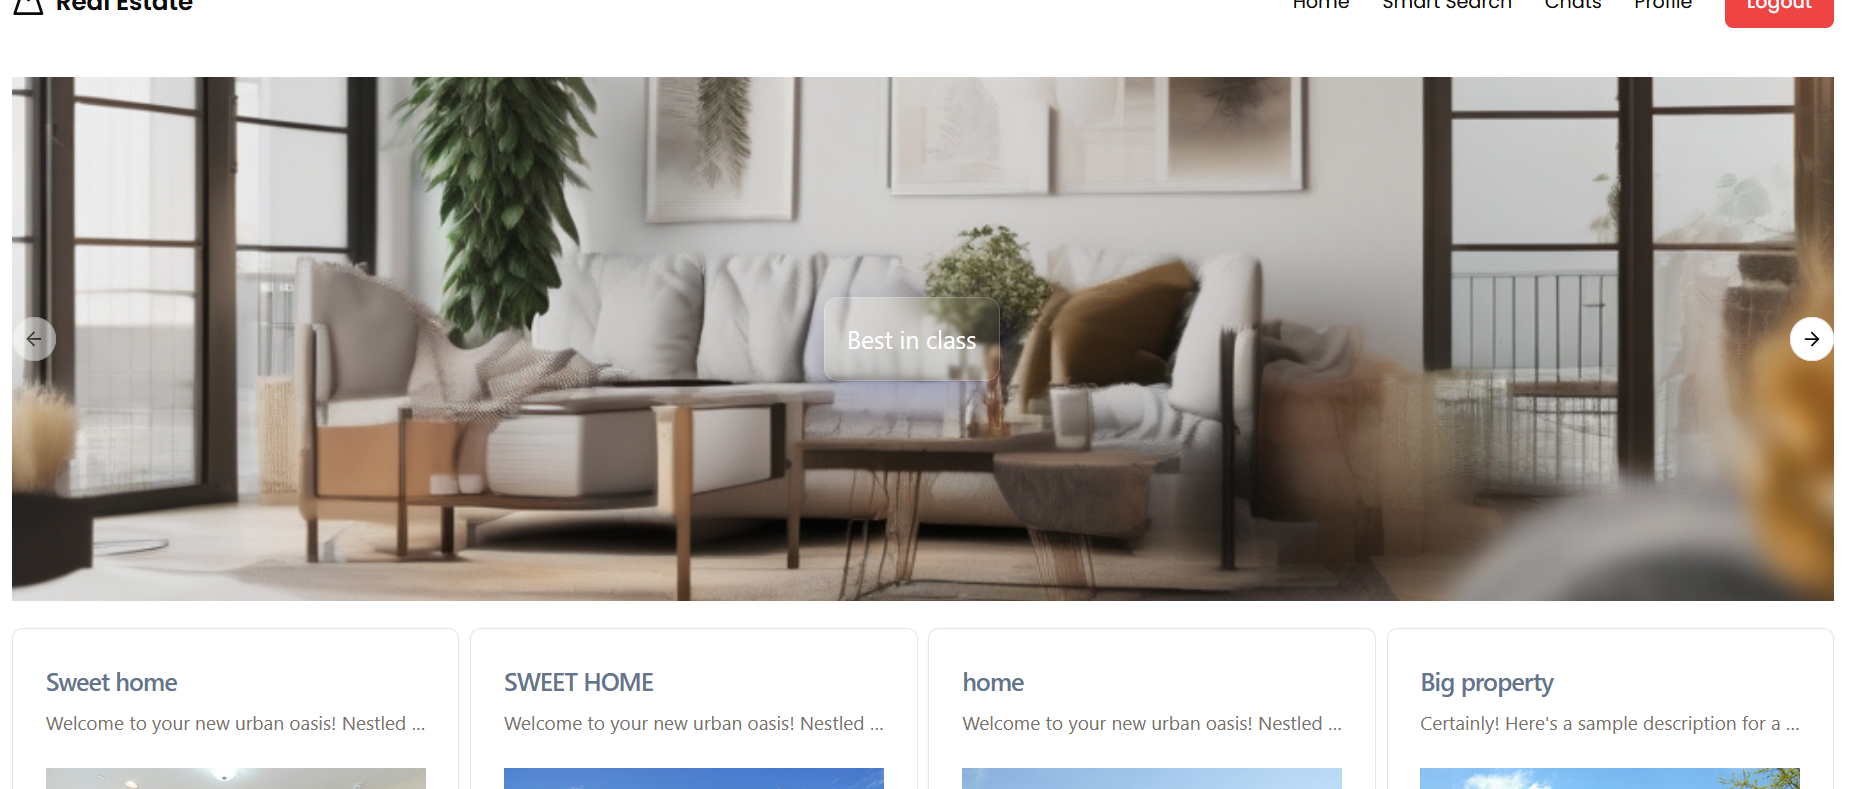 Real Estate
Home Smart Search Chats Profile Logout
Best in class
Sweet home
Welcome to your new urban oasis! Nestled ...
SWEET HOME
Welcome to your new urban oasis! Nestled ...
home
Welcome to your new urban oasis! Nestled ...
Big property
Certainly! Here's a sample description for a ...